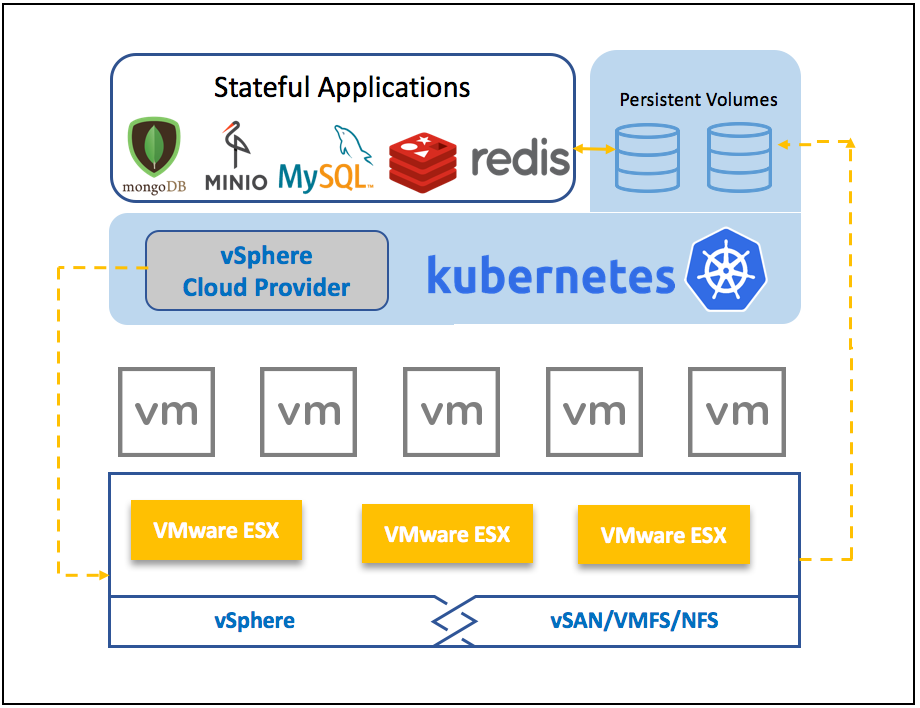 Stateful Applications
Persistent Volumes
mongoDB
MINIO
MySQL™
redis
vSphere
Cloud Provider
kubernetes
vm
vm
vm
vm
vm
VMware ESX
VMware ESX
VMware ESX
vSphere
vSAN/VMFS/NFS